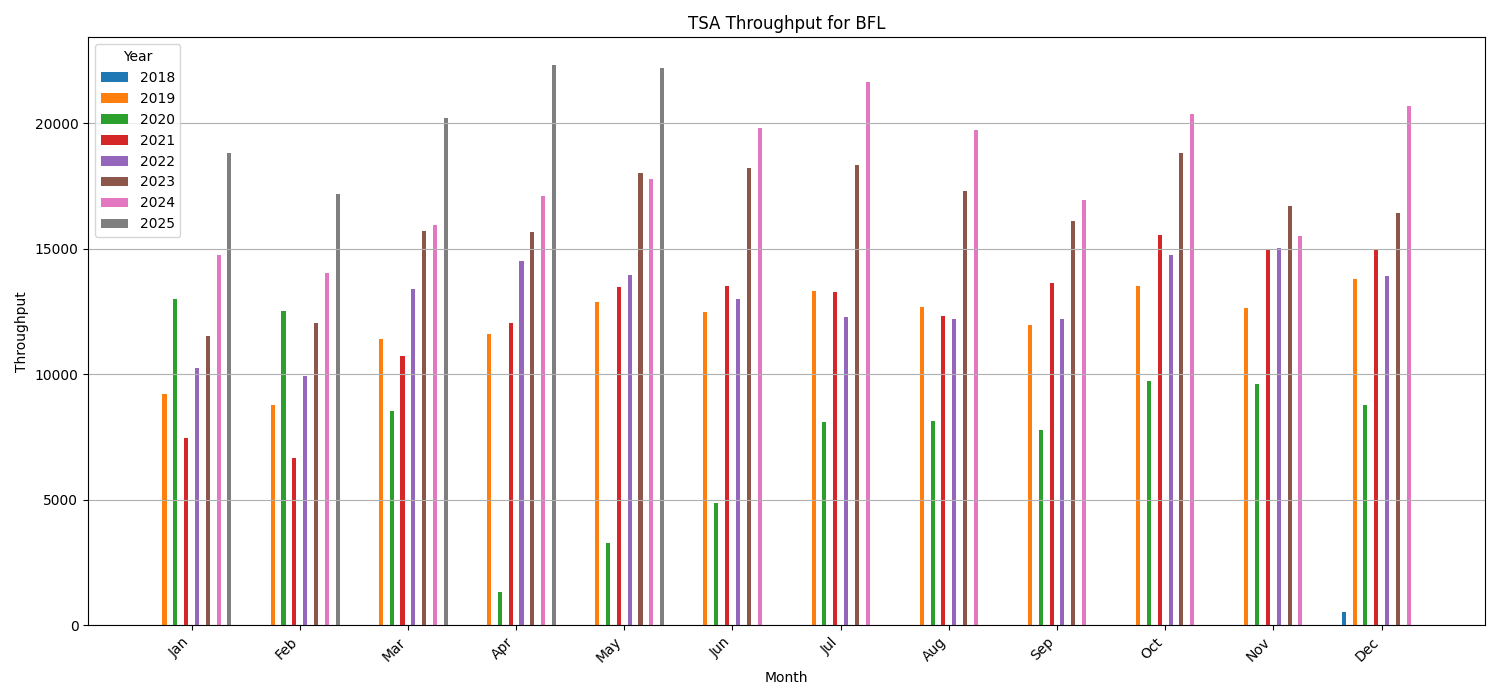 TSA Throughput for BFL
Year
2018
2019
2020
2021
2022
2023
2024
2025
Throughput
20000
15000
10000
5000
0
Jan
Feb
Mar
Apr
May
Jun
Jul
Aug
Sep
Oct
Nov
Dec
Month